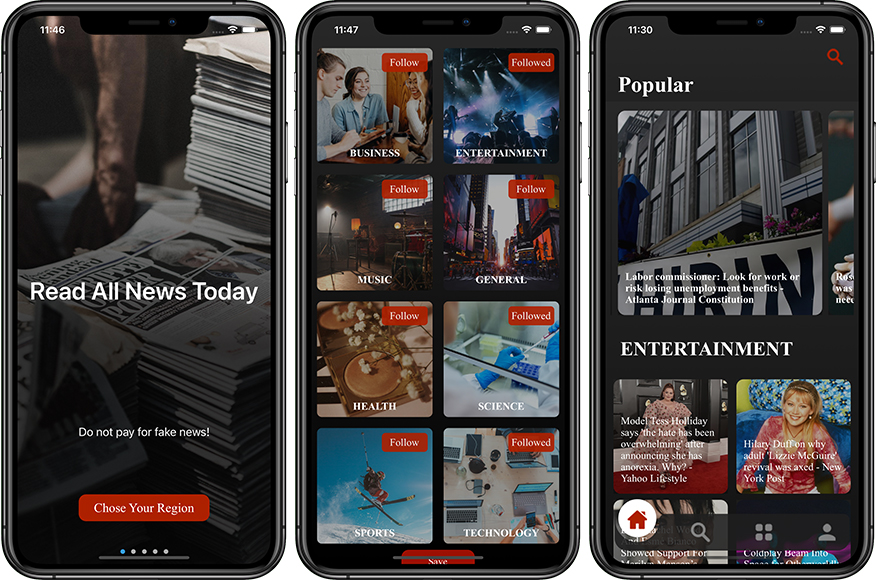 11:46
Read All News Today
Do not pay for fake news!
Chose Your Region
11:47
Follow
Followed
BUSINESS
ENTERTAINMENT
Follow
Follow
MUSIC
GENERAL
Follow
Followed
HEALTH
SCIENCE
Follow
Followed
SPORTS
TECHNOLOGY
Save
11:30
Popular
Labor commissioner: Look for work or
risk losing unemployment benefits -
Atlanta Journal Constitution
was
ENTERTAINMENT
Model Tess Holliday
says 'the hate has been
overwhelming' after
announcing she has
anorexia. Why? -
Yahoo Lifestyle
Hilary Duff on why
adult 'Lizzie McGuire'
revival was axed - New
York Post
Showed Support For
Coldplay Beam Into